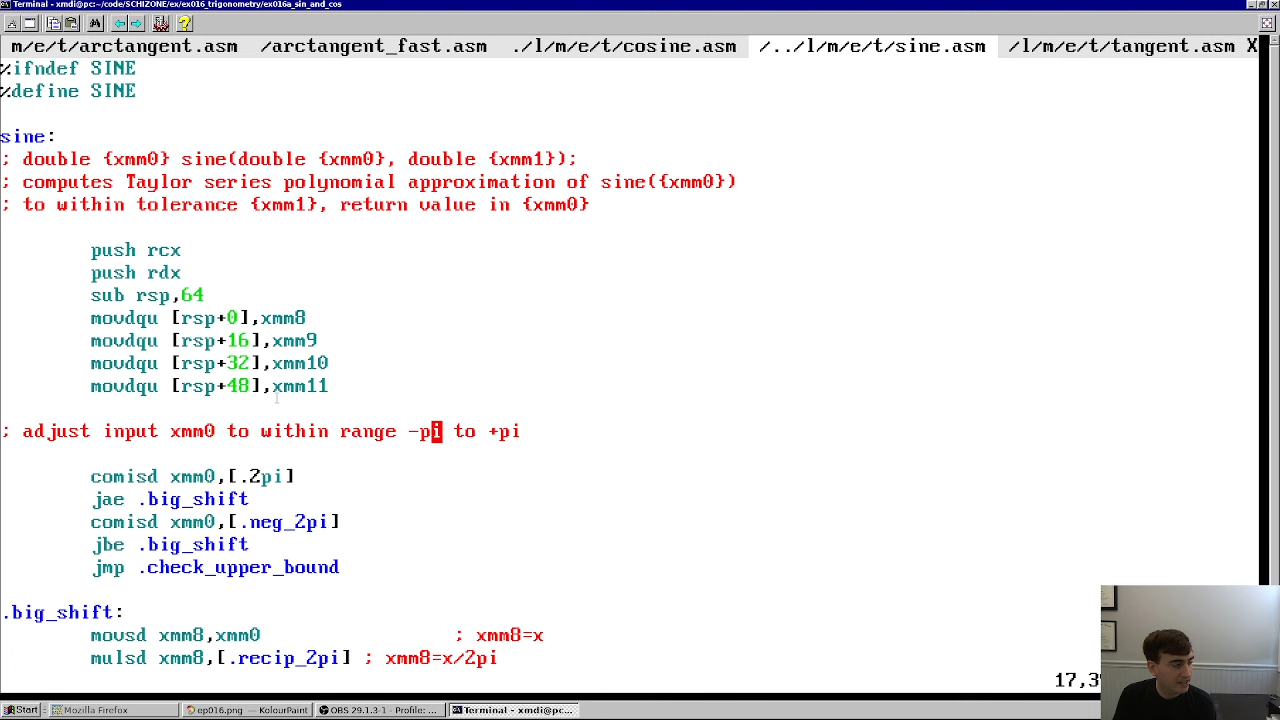 Terminal - xmdi@pc:~/code/SCHIZONE/ex/ex016_trigonometry/ex016a_sin_and_cos
m/e/t/arctangent.asm /arctangent_fast.asm ./l/m/e/t/cosine.asm /../l/m/e/t/sine.asm /l/m/e/t/tangent.asm X
%ifndef SINE
%define SINE
sine:
; double {xmm0} sine(double {xmm0}, double {xmm1});
; computes Taylor series polynomial approximation of sine({xmm0})
; to within tolerance {xmm1}, return value in {xmm0}
push rcx
push rdx
sub rsp,64
movdqu [rsp+0],xmm8
movdqu [rsp+16],xmm9
movdqu [rsp+32],xmm10
movdqu [rsp+48],xmm11
; adjust input xmm0 to within range -pi to +pi
comisd xmm0,[.2pi]
jae .big_shift
comisd xmm0,[.neg_2pi]
jbe .big_shift
jmp .check_upper_bound
.big_shift:
movsd xmm8,xmm0 ; xmm8=x
mulsd xmm8,[.recip_2pi] ; xmm8=x/2pi
Start Mozilla Firefox ep016.png - KolourPaint OBS 29.1.3-1 - Profile: ... Terminal - xmdi@pc:...